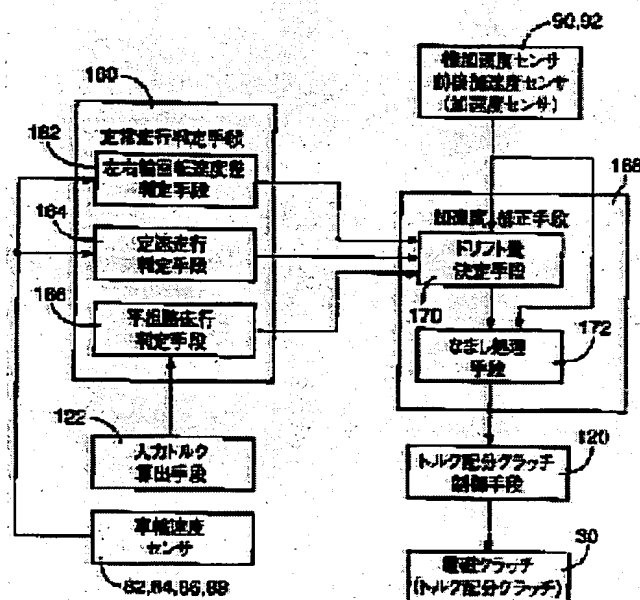 90,92
横加速度センサ
前後加速度センサ
(加速度センサ)
160
定常走行判定手段
162
左右輪回転速度差
判定手段
164
定速走行
判定手段
166
平坦路走行
判定手段
168
加速度 修正手段
ドリフト量
決定手段
170
なまし処理
手段
172
122
入力トルク
算出手段
車輪速度
センサ
82,84,86,88
120
トルク配分クラッチ
制御手段
30
電磁クラッチ
(トルク配分クラッチ)